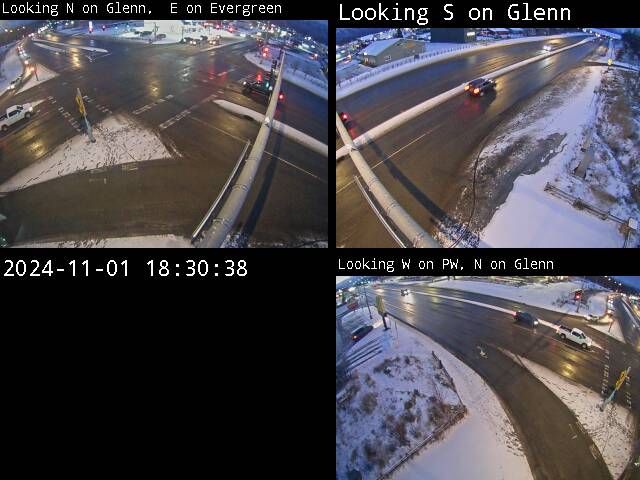 Looking N on Glenn,  E on Evergreen
Looking S on Glenn
2024-11-01 18:30:38
Looking W on PW, N on Glenn